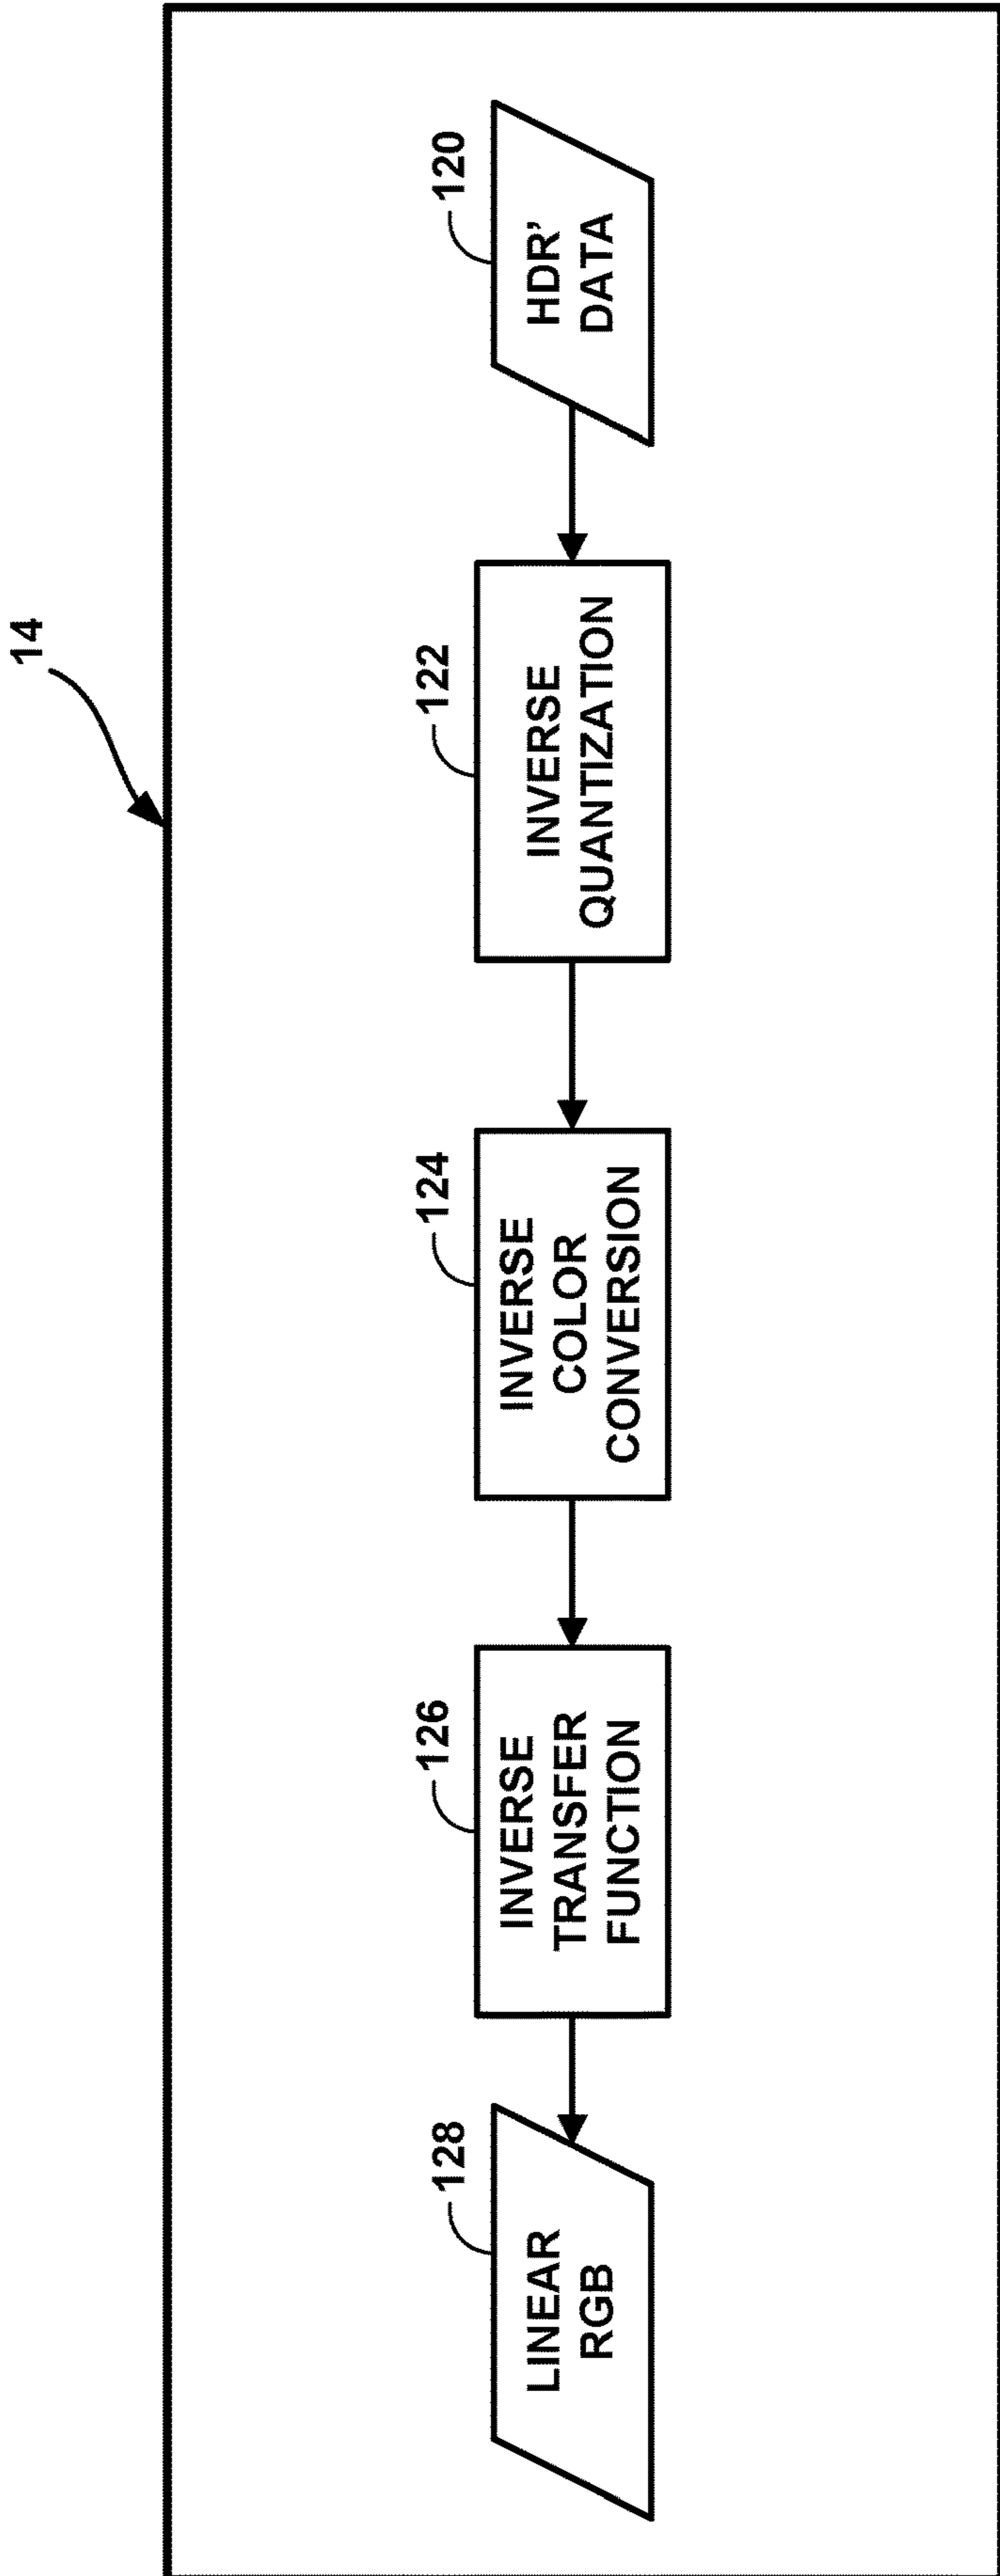 14
128
LINEAR
RGB
126
INVERSE
TRANSFER
FUNCTION
124
INVERSE
COLOR
CONVERSION
122
INVERSE
QUANTIZATION
120
HDR'
DATA